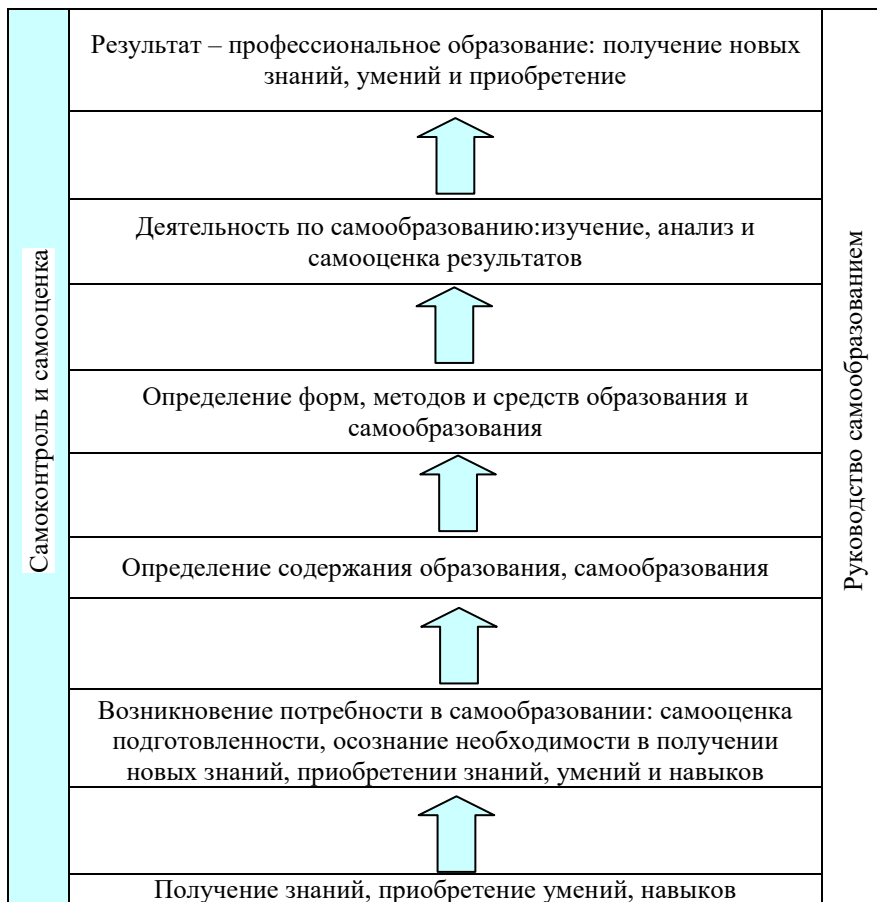 Самоконтроль и самооценка
Результат – профессиональное образование: получение новых
знаний, умений и приобретение
Деятельность по самообразованию:изучение, анализ и
самооценка результатов
Определение форм, методов и средств образования и
самообразования
Определение содержания образования, самообразования
Возникновение потребности в самообразовании: самооценка
подготовленности, осознание необходимости в получении
новых знаний, приобретении знаний, умений и навыков
Получение знаний, приобретение умений, навыков
Руководство самообразованием